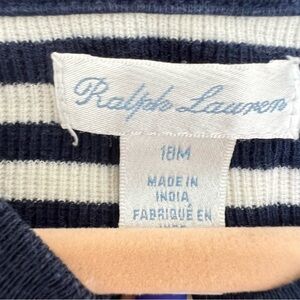 Ralph Lauren
18M
MADE IN
INDIA
FABRIQUÉ EN